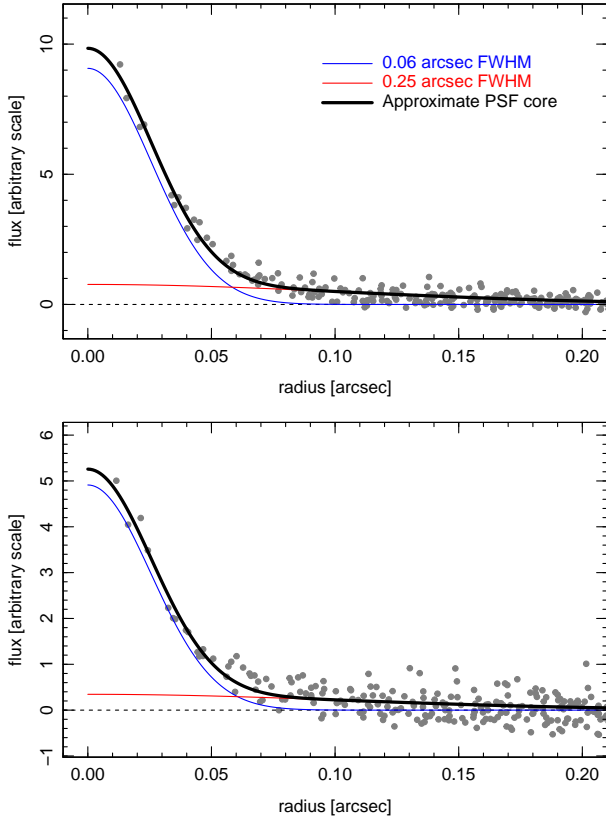 10
5
0
flux [arbitrary scale]
0.06 arcsec FWHM
0.25 arcsec FWHM
Approximate PSF core
0.00 0.05 0.10 0.15 0.20
radius [arcsec]
6
5
4
3
2
1
0
−1
flux [arbitrary scale]
0.00 0.05 0.10 0.15 0.20
radius [arcsec]